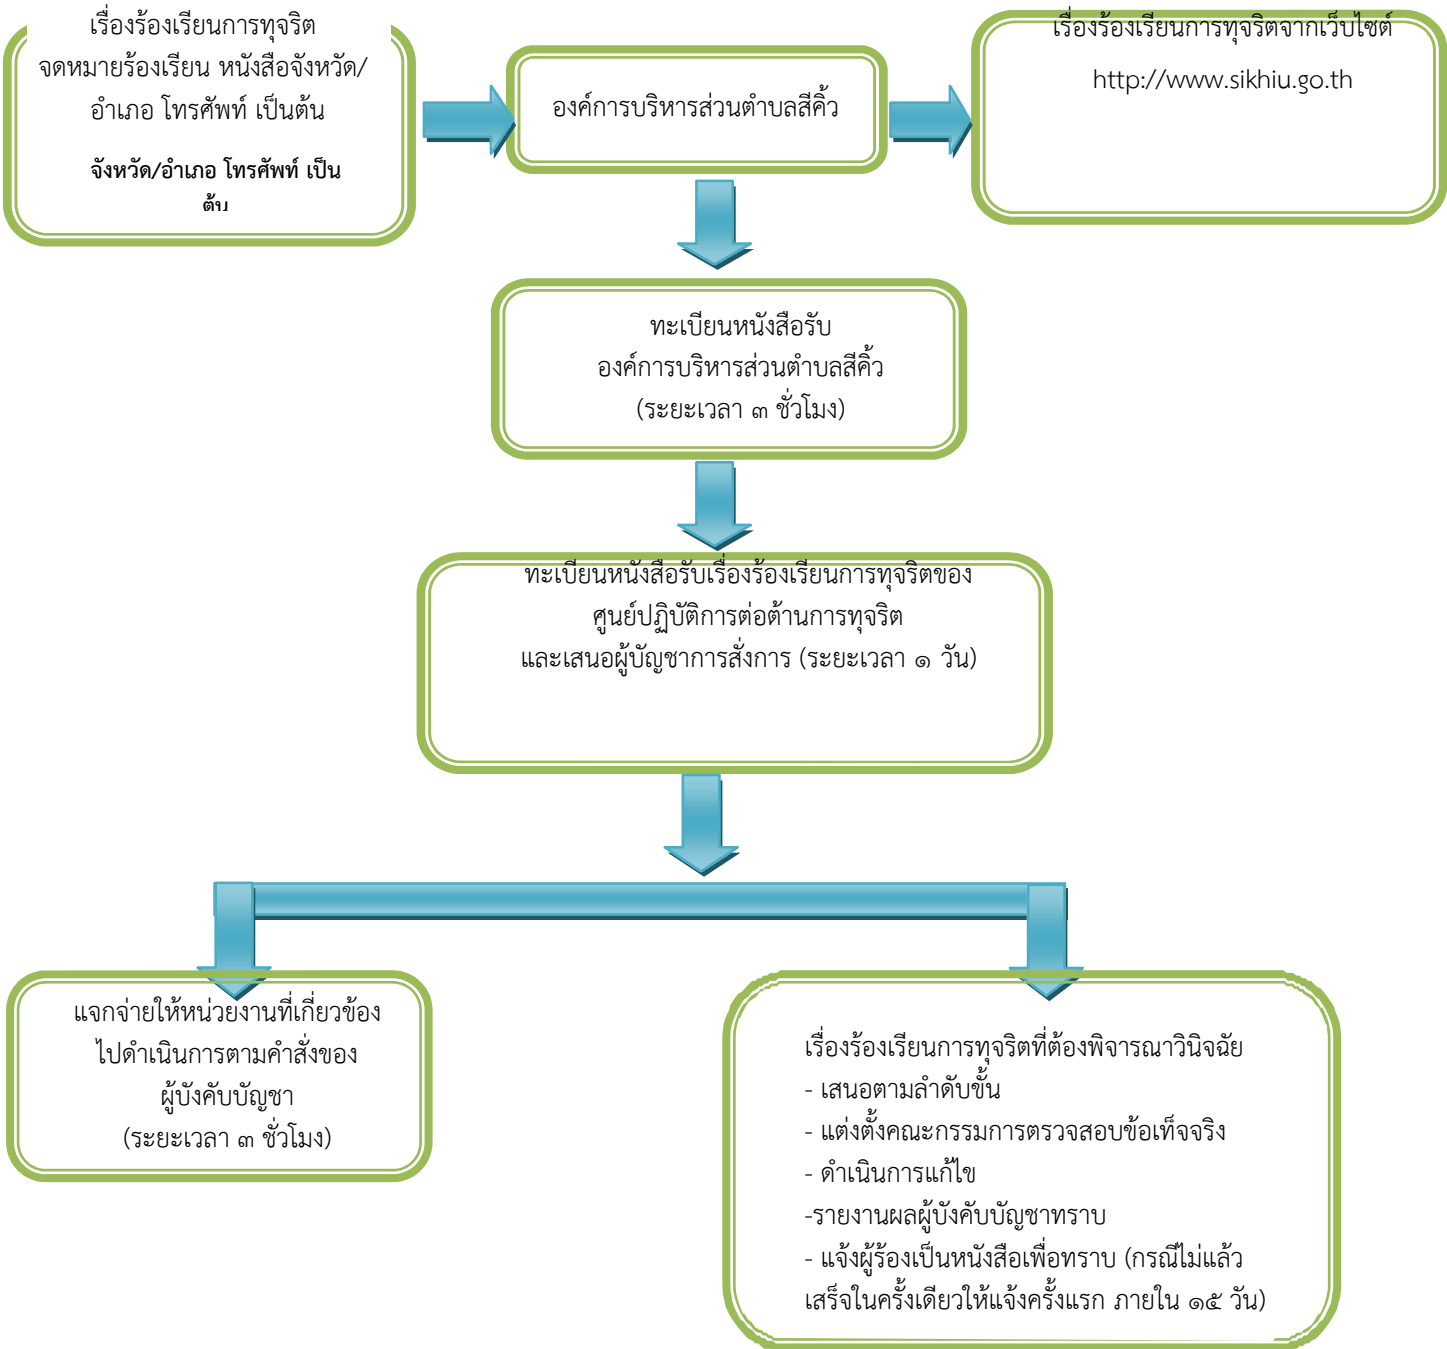 เรื่องร้องเรียนการทุจริต
จดหมายร้องเรียน หนังสือจังหวัด/
อำเภอ โทรศัพท์ เป็นต้น
จังหวัด/อำเภอ โทรศัพท์ เป็น
ต้น
องค์การบริหารส่วนตำบลสีคิ้ว
เรื่องร้องเรียนการทุจริตจากเว็บไซต์
http://www.sikhiu.go.th
ทะเบียนหนังสือรับ
องค์การบริหารส่วนตำบลสีคิ้ว
(ระยะเวลา ๓ ชั่วโมง)
ทะเบียนหนังสือรับเรื่องร้องเรียนการทุจริตของ
ศูนย์ปฏิบัติการต่อต้านการทุจริต
และเสนอผู้บัญชาการสั่งการ (ระยะเวลา ๑ วัน)
แจกจ่ายให้หน่วยงานที่เกี่ยวข้อง
ไปดำเนินการตามคำสั่งของ
ผู้บังคับบัญชา
(ระยะเวลา ๓ ชั่วโมง)
เรื่องร้องเรียนการทุจริตที่ต้องพิจารณาวินิจฉัย
- เสนอตามลำดับขั้น
- แต่งตั้งคณะกรรมการตรวจสอบข้อเท็จจริง
- ดำเนินการแก้ไข
-รายงานผลผู้บังคับบัญชาทราบ
- แจ้งผู้ร้องเป็นหนังสือเพื่อทราบ (กรณีไม่แล้ว
เสร็จในครั้งเดียวให้แจ้งครั้งแรก ภายใน ๑๕ วัน)